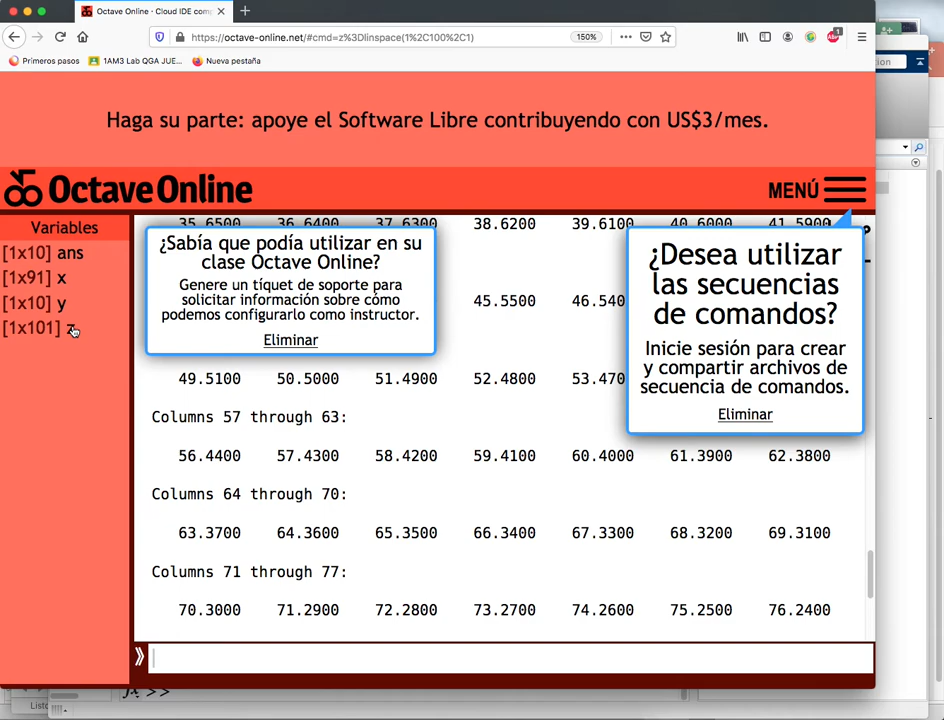 Octave Online · Cloud IDE com
https://octave-online.net/#cmd=z%3Dlinspace(1%2C100%2C1)
150%
Primeros pasos
1AM3 Lab QGA JUE...
Nueva pestaña
Haga su parte: apoye el Software Libre contribuyendo con US$3/mes.
Octave Online
MENÚ
Variables
[1x10] ans
[1x91] x
[1x10] y
[1x101] z
35.6500 36.6400 37.6300 38.6200 39.6100 40.6000 41.5900
¿Sabía que podía utilizar en su
clase Octave Online?
Genere un tíquet de soporte para
solicitar información sobre cómo
podemos configurarlo como instructor.
Eliminar
¿Desea utilizar
las secuencias
de comandos?
Inicie sesión para crear
y compartir archivos de
secuencia de comandos.
Eliminar
45.5500 46.540
49.5100 50.5000 51.4900 52.4800 53.470
Columns 57 through 63:
56.4400 57.4300 58.4200 59.4100 60.4000 61.3900 62.3800
Columns 64 through 70:
63.3700 64.3600 65.3500 66.3400 67.3300 68.3200 69.3100
Columns 71 through 77:
70.3000 71.2900 72.2800 73.2700 74.2600 75.2500 76.2400
»
>>